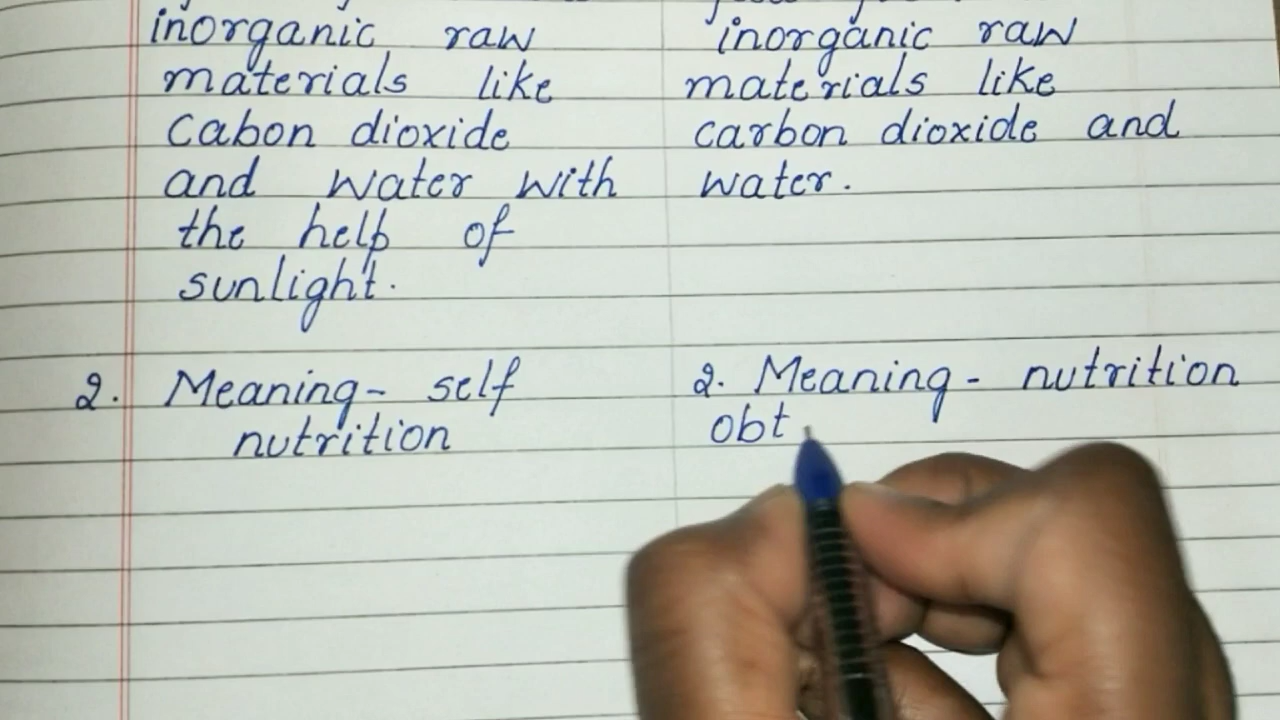 inorganic raw
materials like
Cabon dioxide
and water with
the help of
sunlight.
2. Meaning- self
nutrition
inorganic raw
materials like
carbon dioxide and
water.
2. Meaning - nutrition
obt